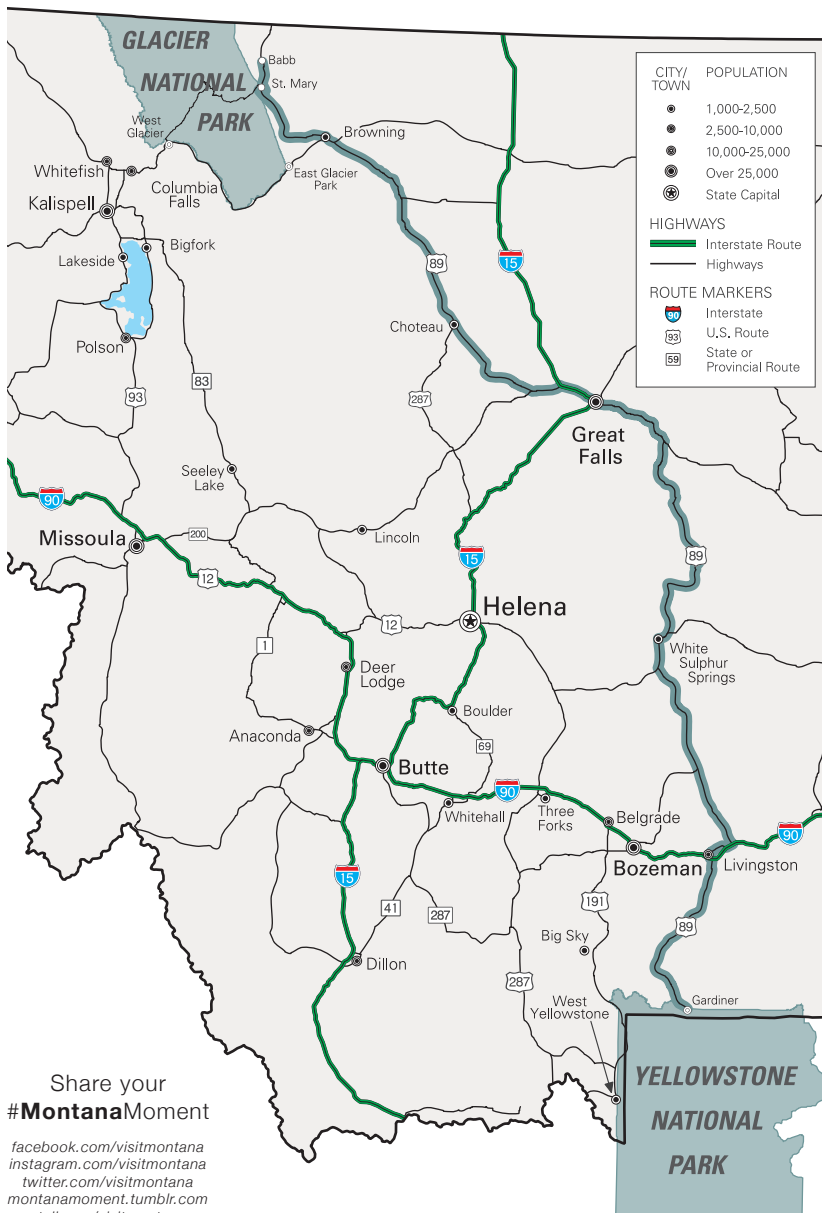 GLACIER
NATIONAL
PARK
Babb
St. Mary
West
Glacier
Browning
East Glacier
Park
Whitefish
Columbia
Falls
Kalispell
Bigfork
Lakeside
Polson
CITY/
TOWN
POPULATION
1,000-2,500
2,500-10,000
10,000-25,000
Over 25,000
State Capital
HIGHWAYS
Interstate Route
Highways
ROUTE MARKERS
90
Interstate
93
U.S. Route
59
State or
Provincial Route
15
89
Choteau
287
83
93
Great
Falls
Seeley
Lake
90
Missoula
200
Lincoln
15
89
12
Helena
12
1
White
Sulphur
Springs
Deer
Lodge
Boulder
Anaconda
69
Butte
90
Whitehall
Three
Forks
Belgrade
90
Bozeman
Livingston
15
41
287
191
89
Big Sky
Dillon
287
West
Yellowstone
Gardiner
YELLOWSTONE
NATIONAL
PARK
Share your
#MontanaMoment
facebook.com/visitmontana
instagram.com/visitmontana
twitter.com/visitmontana
montanamoment.tumblr.com